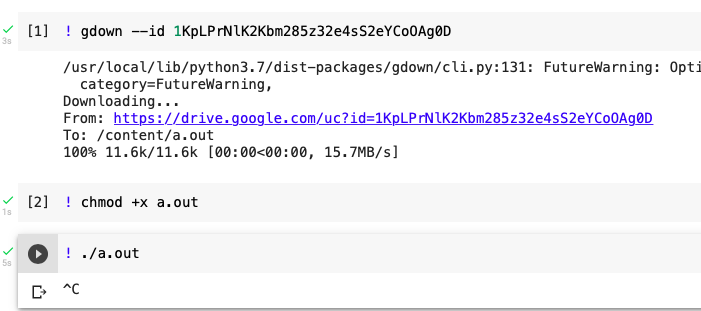 3s
[1] ! gdown --id 1KpLPrNlK2Kbm285z32e4sS2eYCoOAg0D
/usr/local/lib/python3.7/dist-packages/gdown/cli.py:131: FutureWarning: Opti
category=FutureWarning,
Downloading...
From: https://drive.google.com/uc?id=1KpLPrNlK2Kbm285z32e4sS2eYCoOAg0D
To: /content/a.out
100% 11.6k/11.6k [00:00<00:00, 15.7MB/s]
[2] ! chmod +x a.out
1s
! ./a.out
5s
^C